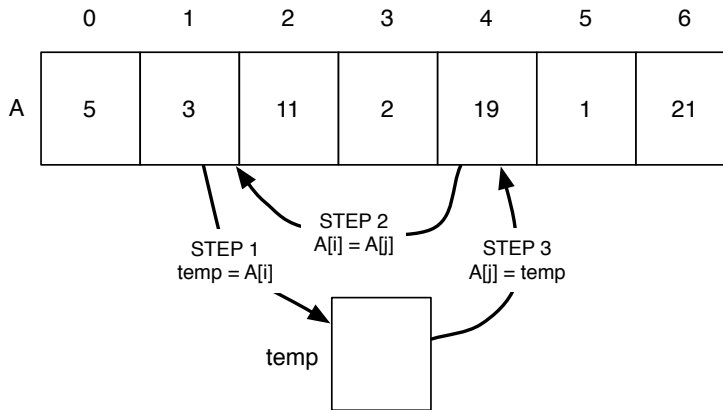 0 1 2 3 4 5 6
A 5 3 11 2 19 1 21
STEP 1
temp = A[i]
STEP 2
A[i] = A[j]
STEP 3
A[j] = temp
temp